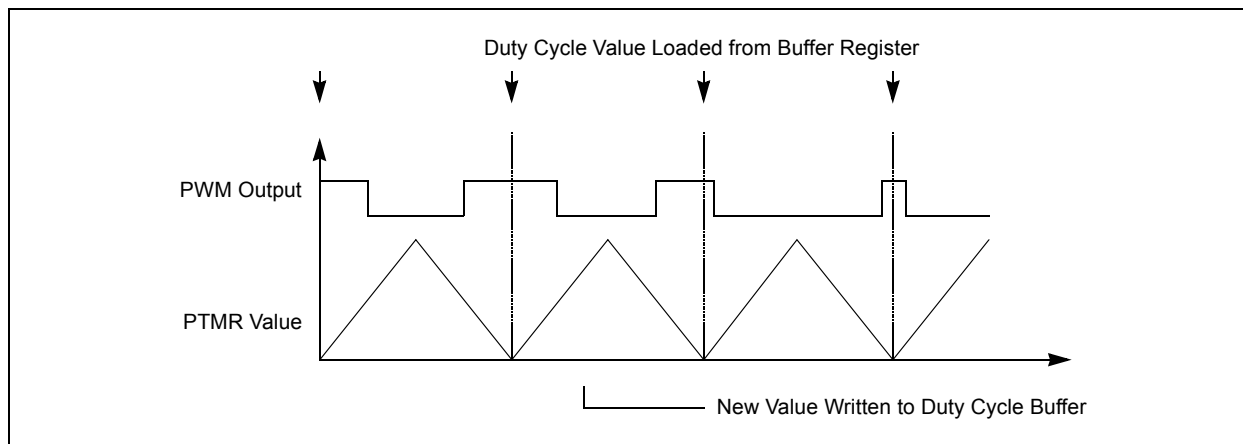 Duty Cycle Value Loaded from Buffer Register
PWM Output
PTMR Value
New Value Written to Duty Cycle Buffer